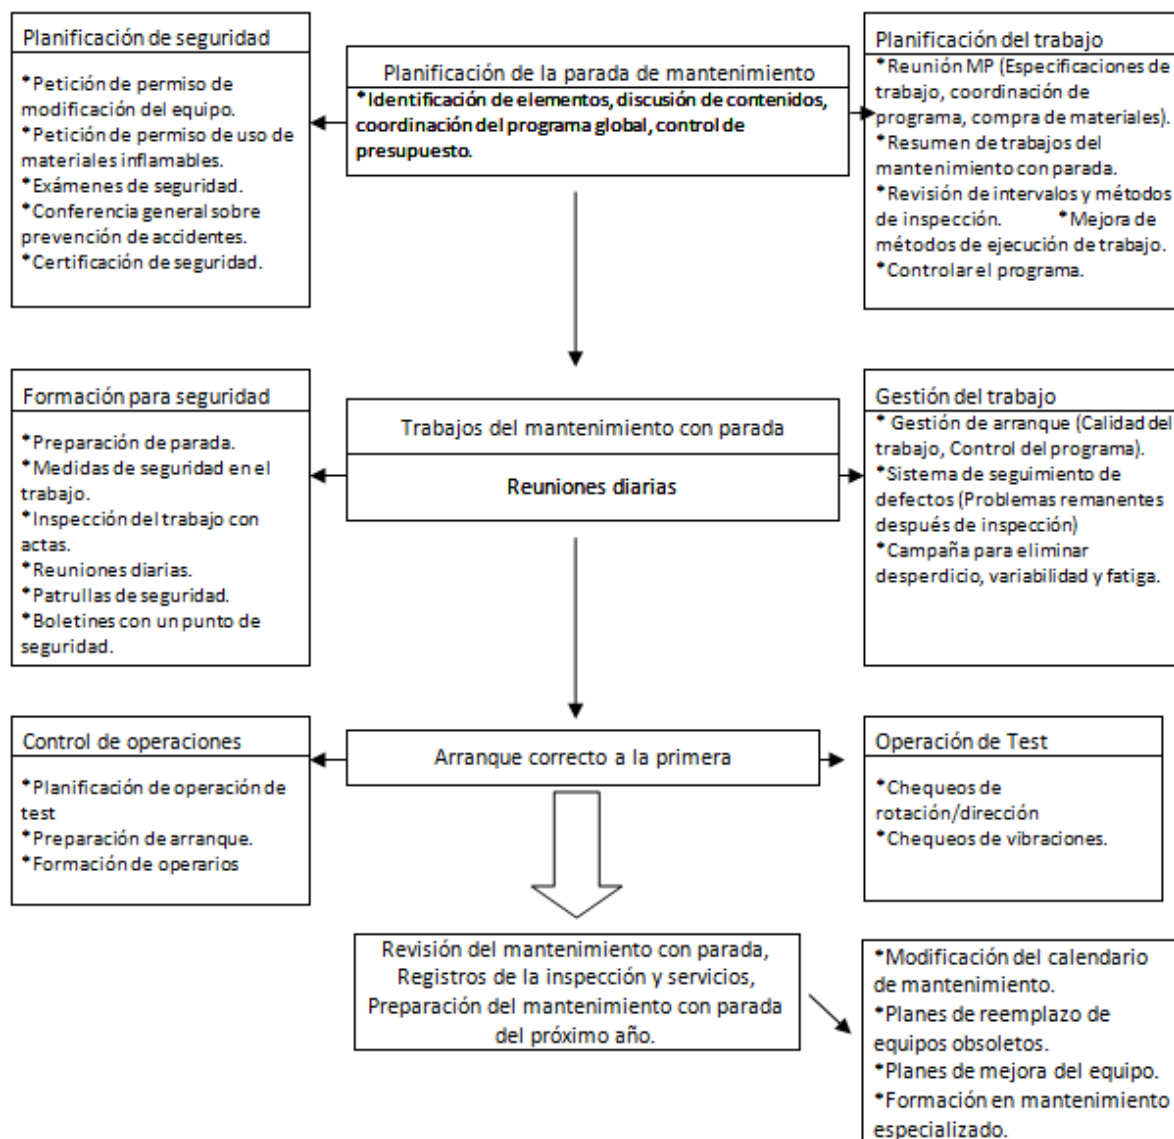 Planificación de seguridad
*Petición de permiso de
modificación del equipo.
*Petición de permiso de uso de
materiales inflamables.
*Exámenes de seguridad.
*Conferencia general sobre
prevención de accidentes.
*Certificación de seguridad.
Planificación de la parada de mantenimiento
*Identificación de elementos, discusión de contenidos,
coordinación del programa global, control de
presupuesto.
Planificación del trabajo
*Reunión MP (Especificaciones de
trabajo, coordinación de
programa, compra de materiales).
*Resumen de trabajos del
mantenimiento con parada.
*Revisión de intervalos y métodos
de inspección. *Mejora de
métodos de ejecución de trabajo.
*Controlar el programa.
Formación para seguridad
*Preparación de parada.
*Medidas de seguridad en el
trabajo.
*Inspección del trabajo con
actas.
*Reuniones diarias.
*Patrullas de seguridad.
*Boletines con un punto de
seguridad.
Trabajos del mantenimiento con parada
Reuniones diarias
Gestión del trabajo
* Gestión de arranque (Calidad del
trabajo, Control del programa).
*Sistema de seguimiento de
defectos (Problemas remanentes
después de inspección)
*Campaña para eliminar
desperdicio, variabilidad y fatiga.
Control de operaciones
*Planificación de operación de
test
*Preparación de arranque.
*Formación de operarios
Arranque correcto a la primera
Operación de Test
*Chequeos de
rotación/dirección
*Chequeos de vibraciones.
Revisión del mantenimiento con parada,
Registros de la inspección y servicios,
Preparación del mantenimiento con parada
del próximo año.
*Modificación del calendario
de mantenimiento.
*Planes de reemplazo de
equipos obsoletos.
*Planes de mejora del equipo.
*Formación en mantenimiento
especializado.